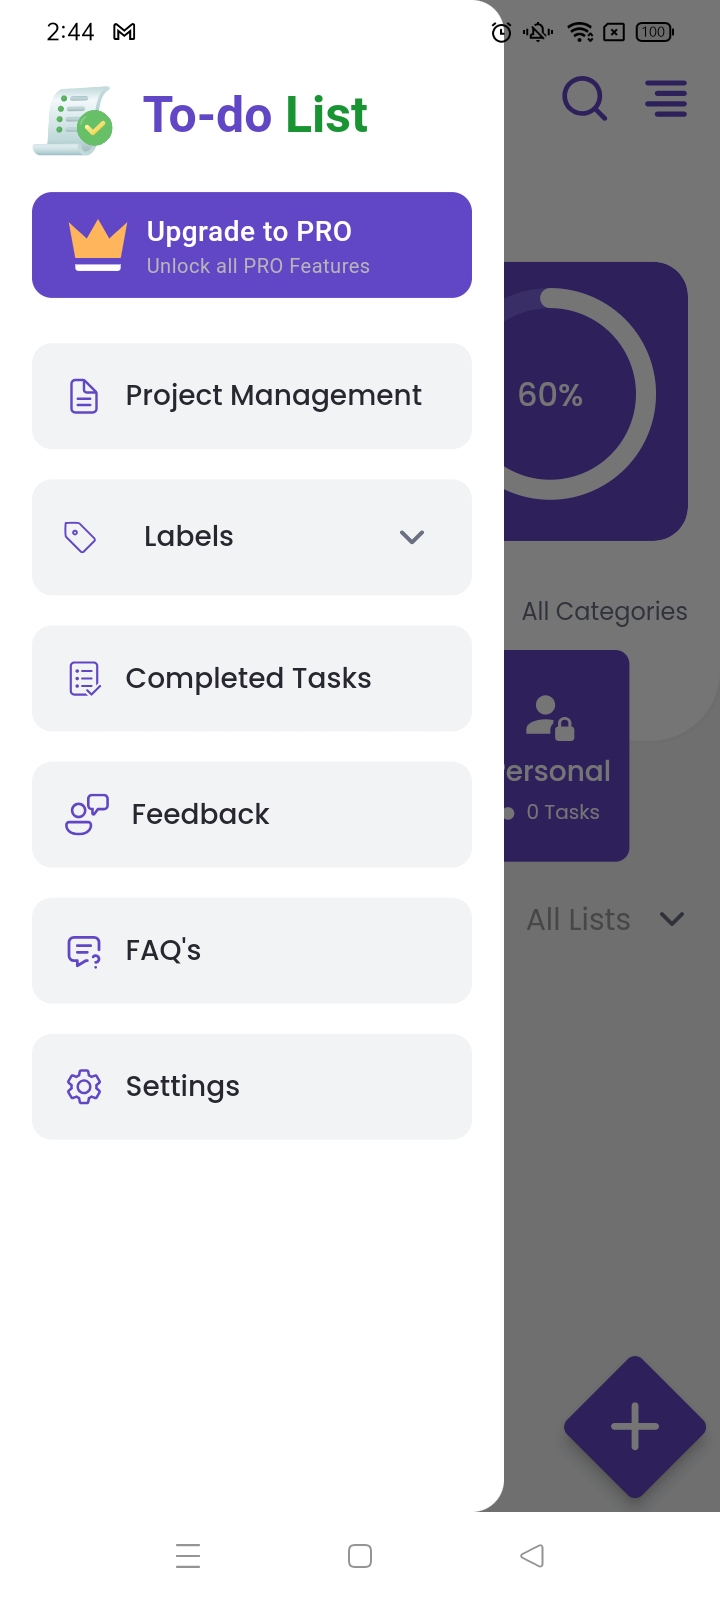 2:44
100
To-do List
Upgrade to PRO
Unlock all PRO Features
Project Management
60%
Labels
All Categories
Completed Tasks
ersonal
0 Tasks
Feedback
All Lists
FAQ's
Settings